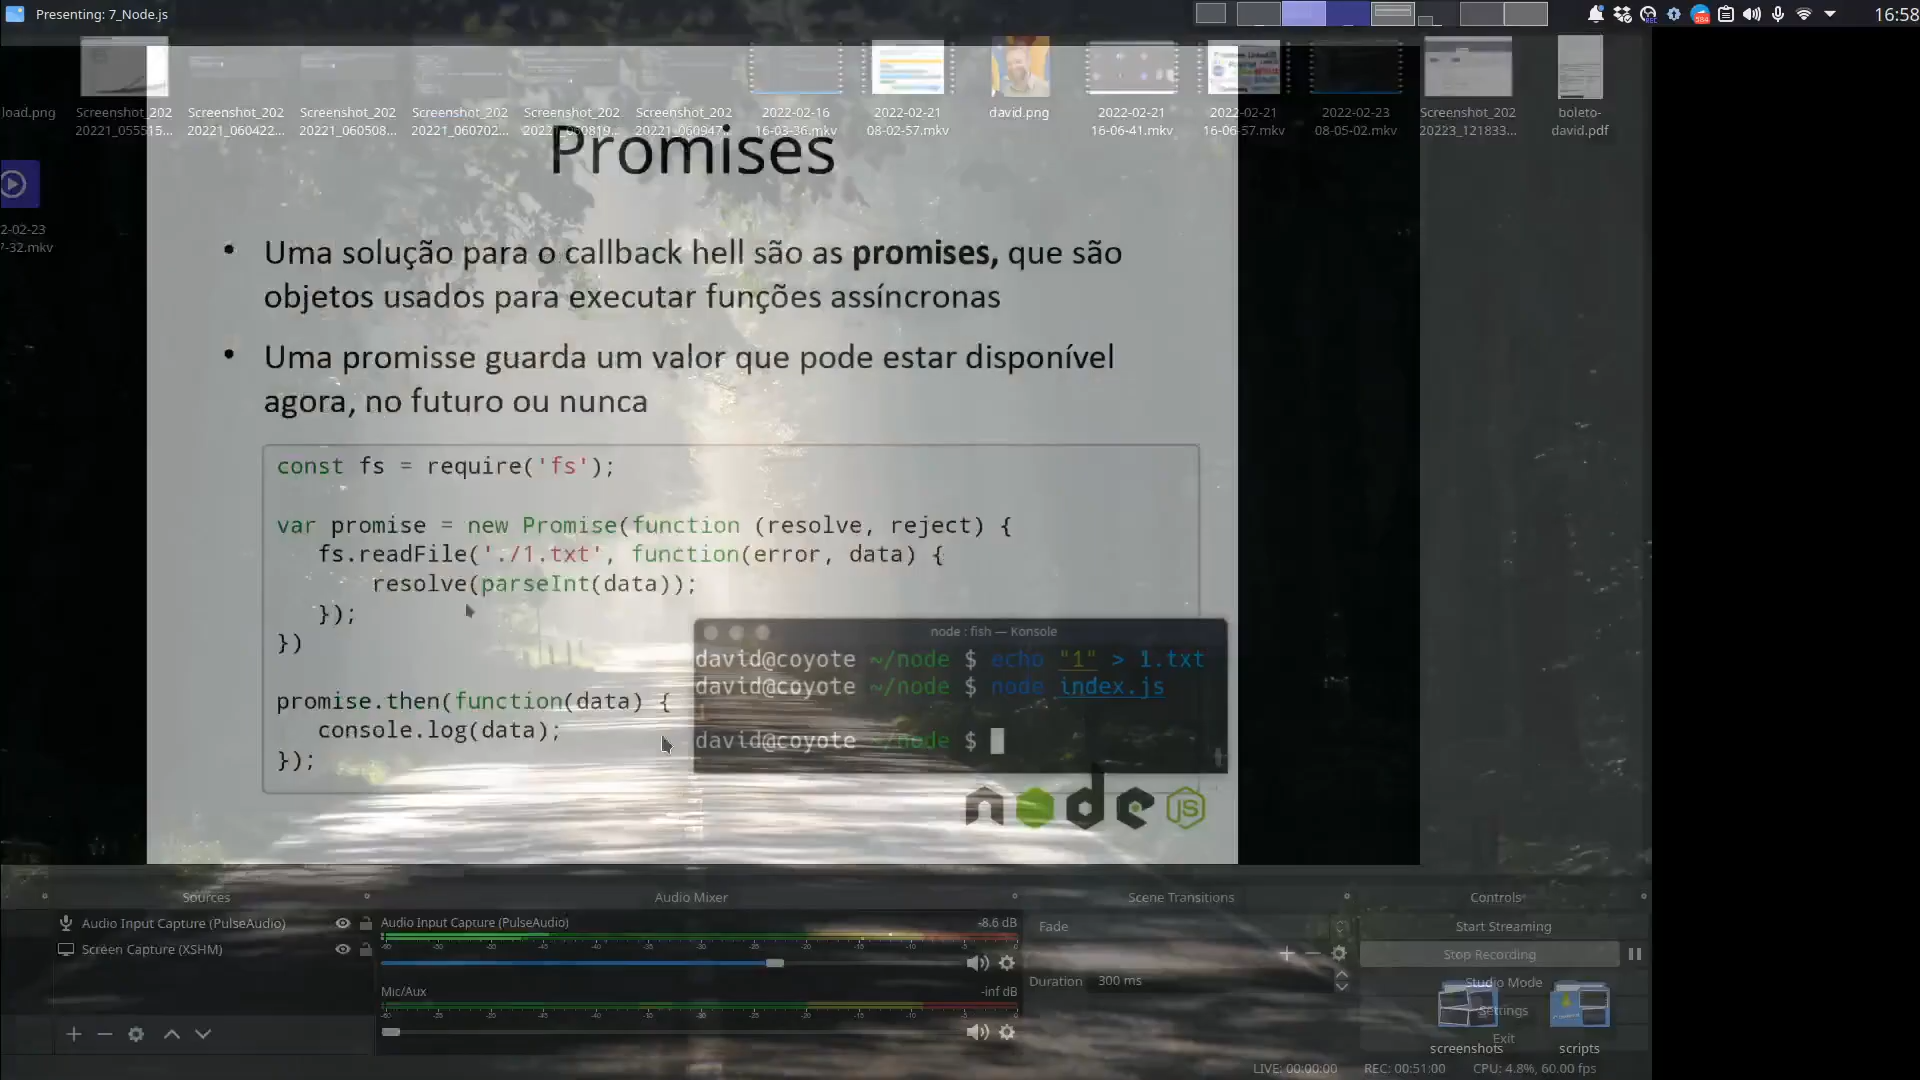 Presenting: 7_Node.js
16:58
load.png
Screenshot_202
20221_055515...
Screenshot_202
20221_060422...
Screenshot_202
20221_060508...
Screenshot_202
20221_060702...
Screenshot_202
20221_060819...
Screenshot_202
20221_060947...
2022-02-16
16-03-36.mkv
2022-02-21
08-02-57.mkv
david.png
2022-02-21
16-06-41.mkv
2022-02-21
16-06-57.mkv
2022-02-23
08-05-02.mkv
Screenshot_202
20223_121833...
boleto-
david.pdf
2-02-23
7-32.mkv
Promises
• Uma solução para o callback hell são as promises, que são
objetos usados para executar funções assíncronas
• Uma promisse guarda um valor que pode estar disponível
agora, no futuro ou nunca
const fs = require('fs');
var promise = new Promise(function (resolve, reject) {
fs.readFile('./1.txt', function(error, data) {
resolve(parseInt(data));
});
})
promise.then(function(data) {
console.log(data);
});
node : fish — Konsole
david@coyote ~/node $ echo "1" > 1.txt
david@coyote ~/node $ node index.js
david@coyote ~/node $
node
JS
Sources
Audio Input Capture (PulseAudio)
Screen Capture (XSHM)
Audio Mixer
Audio Input Capture (PulseAudio)
-8.6 dB
Mic/Aux
-inf dB
Scene Transitions
Fade
Duration 300 ms
Controls
Start Streaming
Stop Recording
Studio Mode
Settings
Exit
screenshots
scripts
LIVE: 00:00:00
REC: 00:51:00
CPU: 4.8%, 60.00 fps